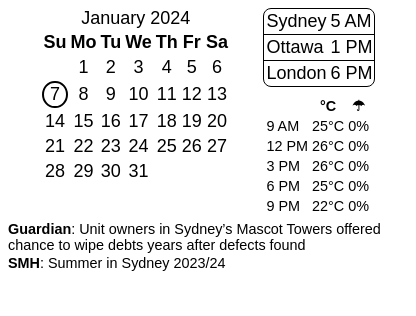 January 2024
Su Mo Tu We Th Fr Sa
1 2 3 4 5 6
7 8 9 10 11 12 13
14 15 16 17 18 19 20
21 22 23 24 25 26 27
28 29 30 31
Sydney 5 AM
Ottawa 1 PM
London 6 PM
°C ☂
9 AM 25°C 0%
12 PM 26°C 0%
3 PM 26°C 0%
6 PM 25°C 0%
9 PM 22°C 0%
Guardian: Unit owners in Sydney’s Mascot Towers offered
chance to wipe debts years after defects found
SMH: Summer in Sydney 2023/24